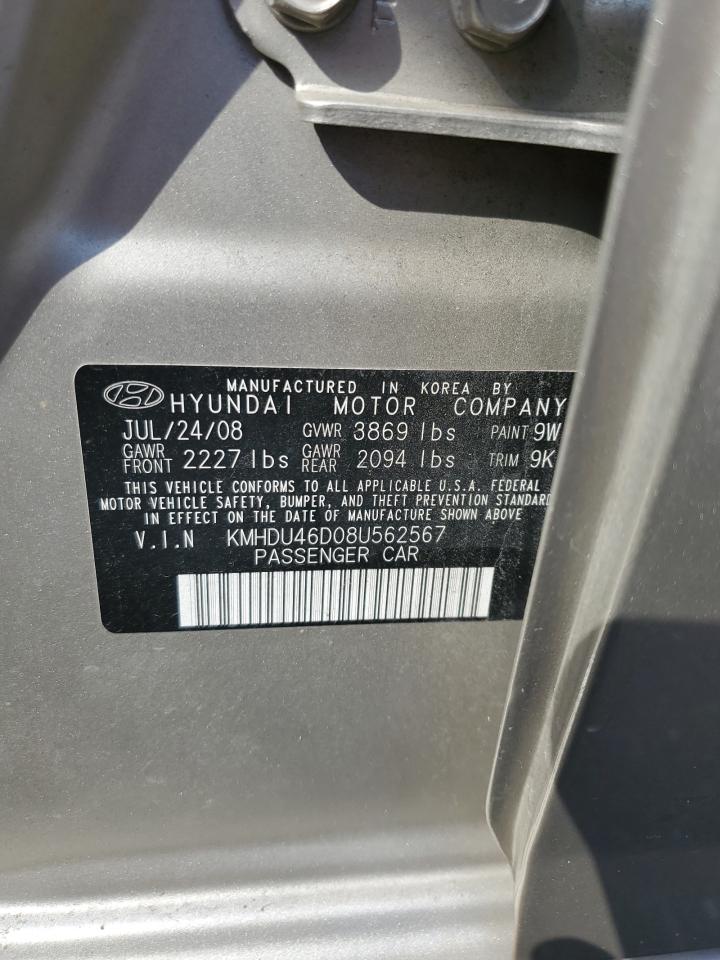 MANUFACTURED IN KOREA BY
HYUNDAI MOTOR COMPANY
JUL/24/08 GVWR 3869 lbs PAINT 9W
GAWR FRONT 2227 lbs GAWR REAR 2094 lbs TRIM 9K
THIS VEHICLE CONFORMS TO ALL APPLICABLE U.S.A. FEDERAL
MOTOR VEHICLE SAFETY, BUMPER, AND THEFT PREVENTION STANDARD
IN EFFECT ON THE DATE OF MANUFACTURE SHOWN ABOVE
V.I.N KMHDU46D08U562567
PASSENGER CAR